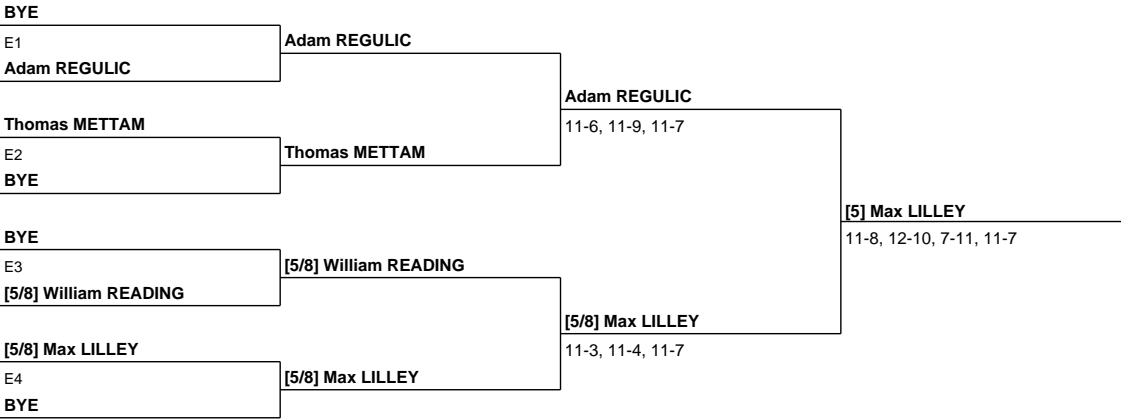 BYE
E1
Adam REGULIC
Adam REGULIC
Adam REGULIC
11-6, 11-9, 11-7
Thomas METTAM
E2
Thomas METTAM
BYE
[5] Max LILLEY
11-8, 12-10, 7-11, 11-7
BYE
E3
[5/8] William READING
[5/8] William READING
[5/8] Max LILLEY
11-3, 11-4, 11-7
[5/8] Max LILLEY
E4
[5/8] Max LILLEY
BYE